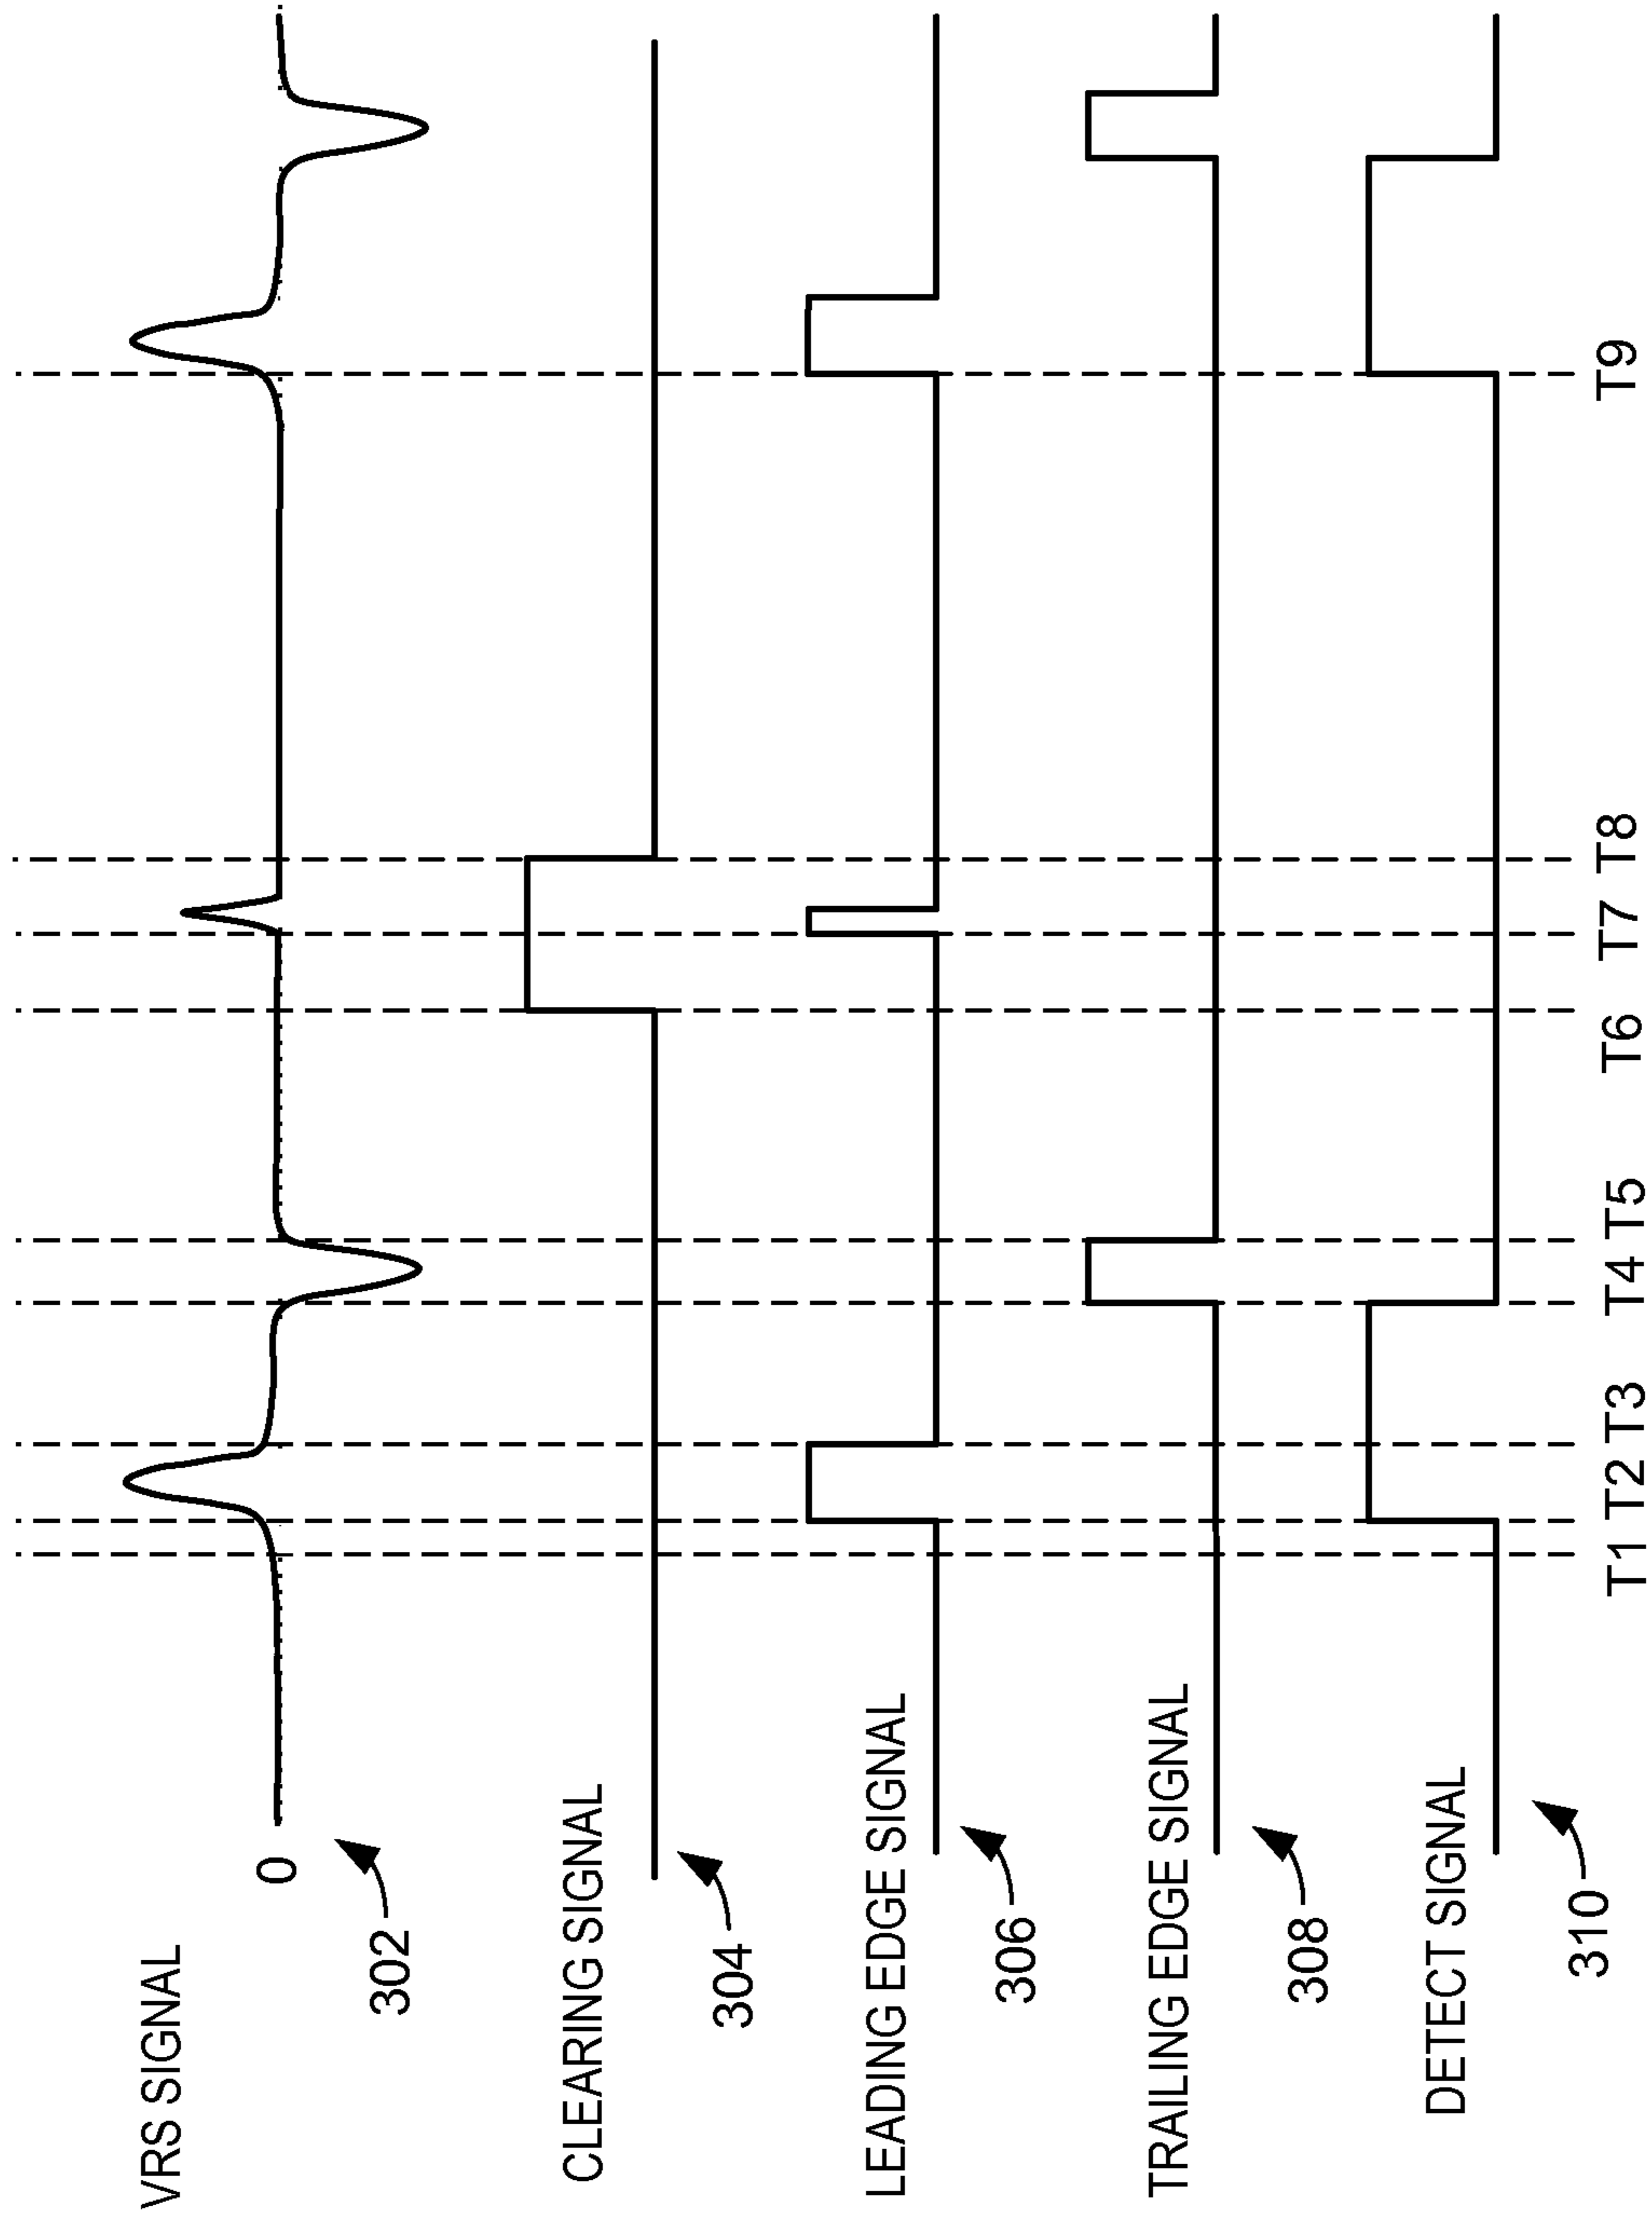 VRS SIGNAL
0
302
CLEARING SIGNAL
304
LEADING EDGE SIGNAL
306
TRAILING EDGE SIGNAL
308
DETECT SIGNAL
310
T1 T2 T3 T4 T5 T6 T7 T8 T9